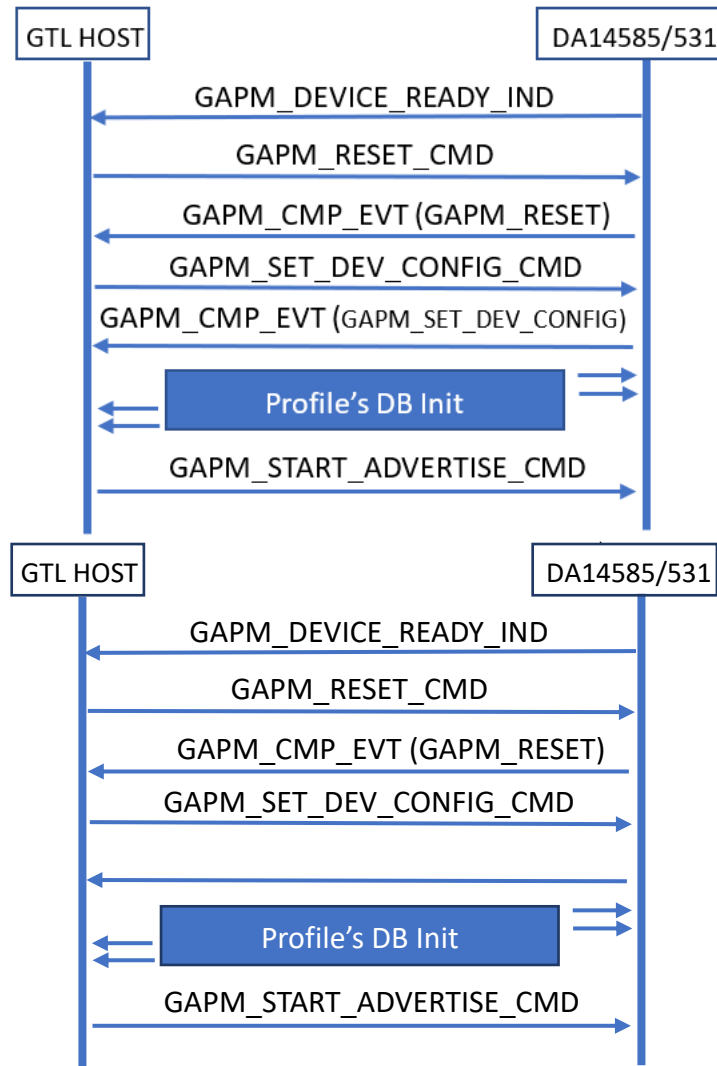 GTL HOST
DA14585/531
GAPM_DEVICE_READY_IND
GAPM_RESET_CMD
GAPM_CMP_EVT (GAPM_RESET)
GAPM_SET_DEV_CONFIG_CMD
GAPM_CMP_EVT (GAPM_SET_DEV_CONFIG)
Profile's DB Init
GAPM_START_ADVERTISE_CMD
GTL HOST
DA14585/531
GAPM_DEVICE_READY_IND
GAPM_RESET_CMD
GAPM_CMP_EVT (GAPM_RESET)
GAPM_SET_DEV_CONFIG_CMD
Profile's DB Init
GAPM_START_ADVERTISE_CMD